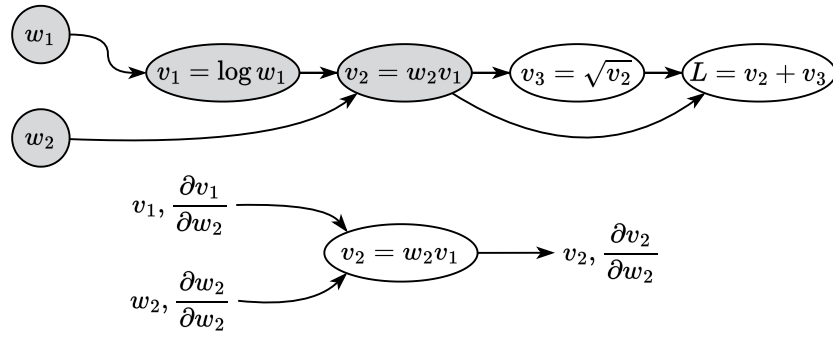 w₁
v₁ = log w₁
v₂ = w₂v₁
v₃ = √v₂
L = v₂ + v₃
w₂
v₁, ∂v₁/∂w₂
v₂ = w₂v₁
v₂, ∂v₂/∂w₂
w₂, ∂w₂/∂w₂